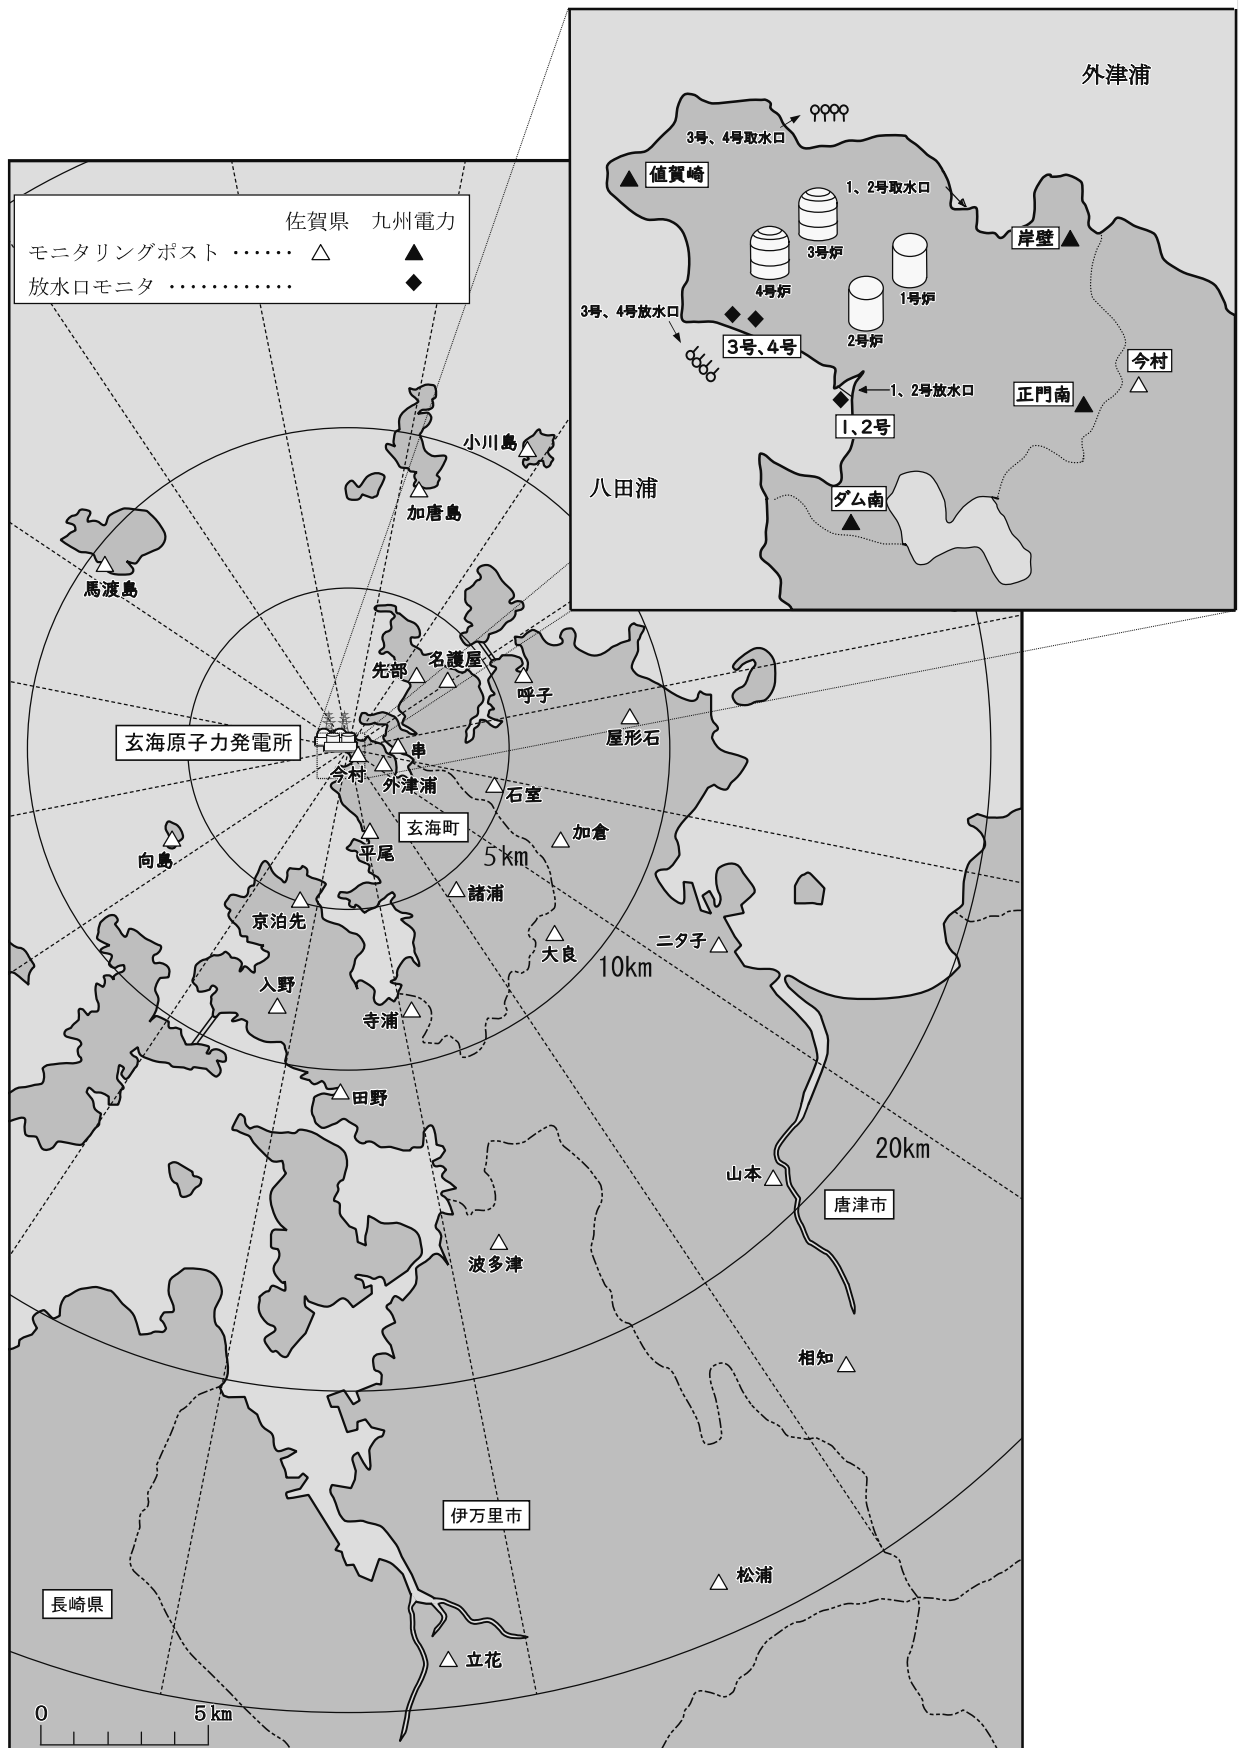 外津浦
3号、4号取水口
値賀崎
1、2号取水口
岸壁
3号炉
4号炉
1号炉
2号炉
3号、4号放水口
3号、4号
今村
1、2号放水口
正門南
1、2号
八田浦
ダム南
佐賀県 九州電力
モニタリングポスト ‥‥‥ △ ▲
放水口モニタ ‥‥‥‥‥‥ ◆
小川島
加唐島
馬渡島
先部
名護屋
呼子
屋形石
玄海原子力発電所
串
今村
外津浦
石室
玄海町
加倉
平尾
向島
5km
諸浦
京泊先
大良
二タ子
10km
入野
寺浦
田野
20km
山本
唐津市
波多津
相知
伊万里市
松浦
長崎県
立花
0 5km